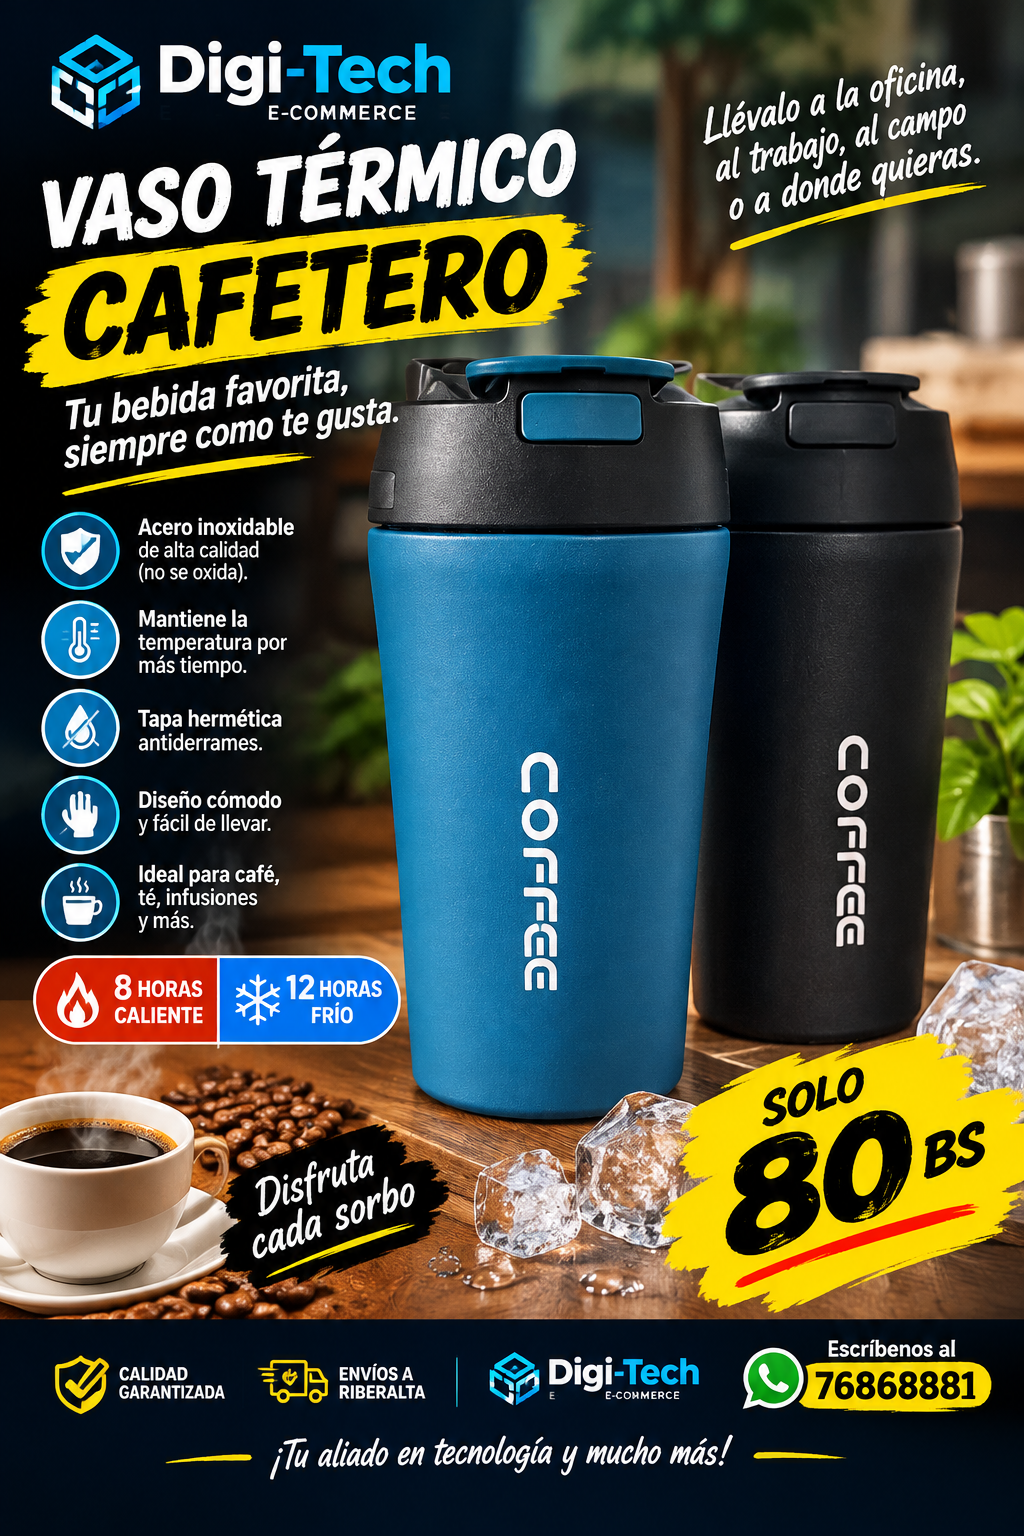 Digi-Tech
E-COMMERCE
Llévalo a la oficina,
al trabajo, al campo
o a donde quieras.
VASO TÉRMICO
CAFETERO
Tu bebida favorita,
siempre como te gusta.
Acero inoxidable
de alta calidad
(no se oxida).
Mantiene la
temperatura por
más tiempo.
Tapa hermética
antiderrames.
Diseño cómodo
y fácil de llevar.
Ideal para café,
té, infusiones
y más.
8 HORAS
CALIENTE
12 HORAS
FRÍO
COFFEE
COFFEE
Disfruta
cada sorbo
SOLO
80 BS
CALIDAD
GARANTIZADA
ENVÍOS A
RIBERALTA
Digi-Tech
E E-COMMERCE
Escríbenos al
76868881
¡Tu aliado en tecnología y mucho más!